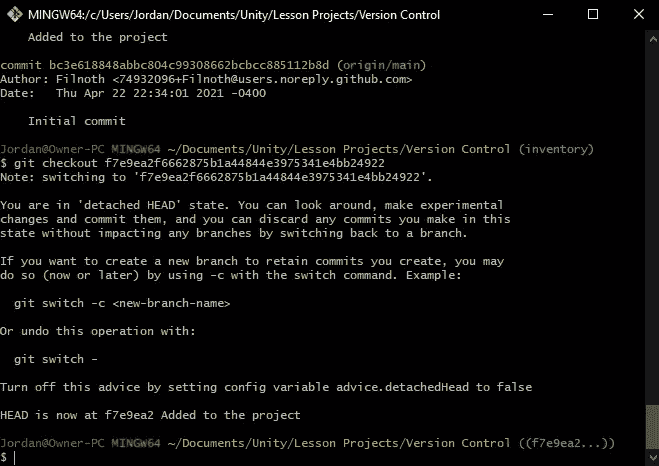 MINGW64:/c/Users/Jordan/Documents/Unity/Lesson Projects/Version Control
Added to the project
commit bc3e618848abbc804c99308662bcbcc885112b8d (origin/main)
Author: Filnoth <74932096+Filnoth@users.noreply.github.com>
Date: Thu Apr 22 22:34:01 2021 -0400
Initial commit
Jordan@Owner-PC MINGW64 ~/Documents/Unity/Lesson Projects/Version Control (inventory)
$ git checkout f7e9ea2f6662875b1a44844e3975341e4bb24922
Note: switching to 'f7e9ea2f6662875b1a44844e3975341e4bb24922'.
You are in 'detached HEAD' state. You can look around, make experimental
changes and commit them, and you can discard any commits you make in this
state without impacting any branches by switching back to a branch.
If you want to create a new branch to retain commits you create, you may
do so (now or later) by using -c with the switch command. Example:
git switch -c <new-branch-name>
Or undo this operation with:
git switch -
Turn off this advice by setting config variable advice.detachedHead to false
HEAD is now at f7e9ea2 Added to the project
Jordan@Owner-PC MINGW64 ~/Documents/Unity/Lesson Projects/Version Control ((f7e9ea2...))
$